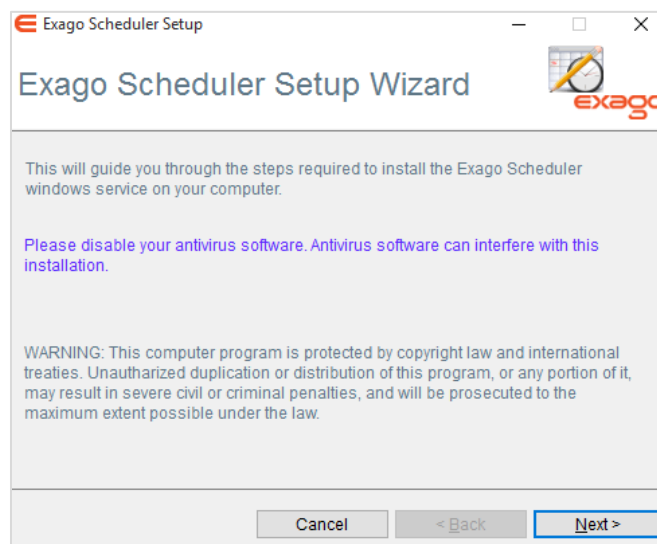 Exago Scheduler Setup
Exago Scheduler Setup Wizard
exago
This will guide you through the steps required to install the Exago Scheduler
windows service on your computer.
Please disable your antivirus software. Antivirus software can interfere with this
installation.
WARNING: This computer program is protected by copyright law and international
treaties. Unautharized duplication or distribution of this program, or any portion of it,
may result in severe civil or criminal penalties, and will be prosecuted to the
maximum extent possible under the law.
Cancel
< Back
Next >